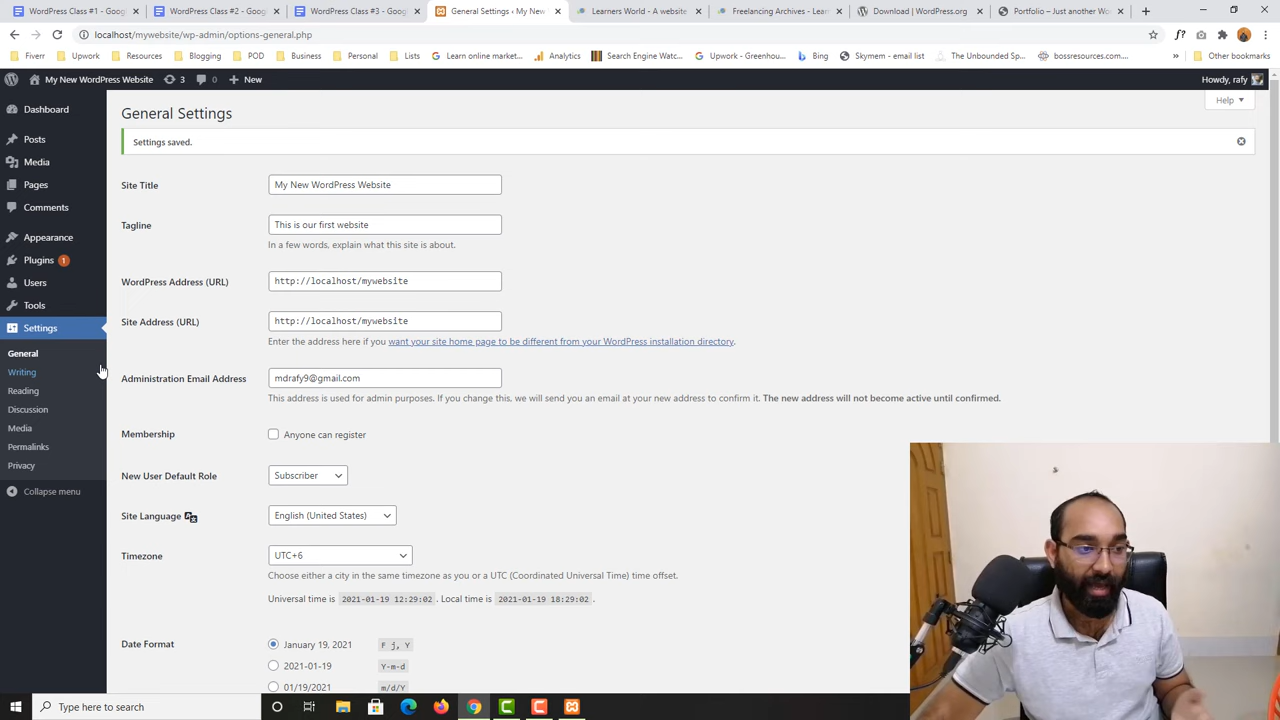 WordPress Class #1 - Goog
WordPress Class #2 - Goog
WordPress Class #3 - Goog
General Settings ‹ My New
Learners World - A website
Freelancing Archives - Lear
Download | WordPress.org
Portfolio – Just another Wo
localhost/mywebsite/wp-admin/options-general.php
Fiverr
Upwork
Resources
Blogging
POD
Business
Personal
Lists
Learn online market...
Analytics
Search Engine Watc...
Upwork - Greenhou...
Bing
Skymem - email list
The Unbounded Sp...
bossresources.com...
Other bookmarks
My New WordPress Website
3
0
New
Howdy, rafy
Dashboard
Posts
Media
Pages
Comments
Appearance
Plugins 1
Users
Tools
Settings
General
Writing
Reading
Discussion
Media
Permalinks
Privacy
Collapse menu
Help
General Settings
Settings saved.
Site Title
My New WordPress Website
Tagline
This is our first website
In a few words, explain what this site is about.
WordPress Address (URL)
http://localhost/mywebsite
Site Address (URL)
http://localhost/mywebsite
Enter the address here if you want your site home page to be different from your WordPress installation directory.
Administration Email Address
mdrafy9@gmail.com
This address is used for admin purposes. If you change this, we will send you an email at your new address to confirm it. The new address will not become active until confirmed.
Membership
Anyone can register
New User Default Role
Subscriber
Site Language
English (United States)
Timezone
UTC+6
Choose either a city in the same timezone as you or a UTC (Coordinated Universal Time) time offset.
Universal time is 2021-01-19 12:29:02 . Local time is 2021-01-19 18:29:02 .
Date Format
January 19, 2021 F j, Y
2021-01-19 Y-m-d
01/19/2021 m/d/Y
Type here to search